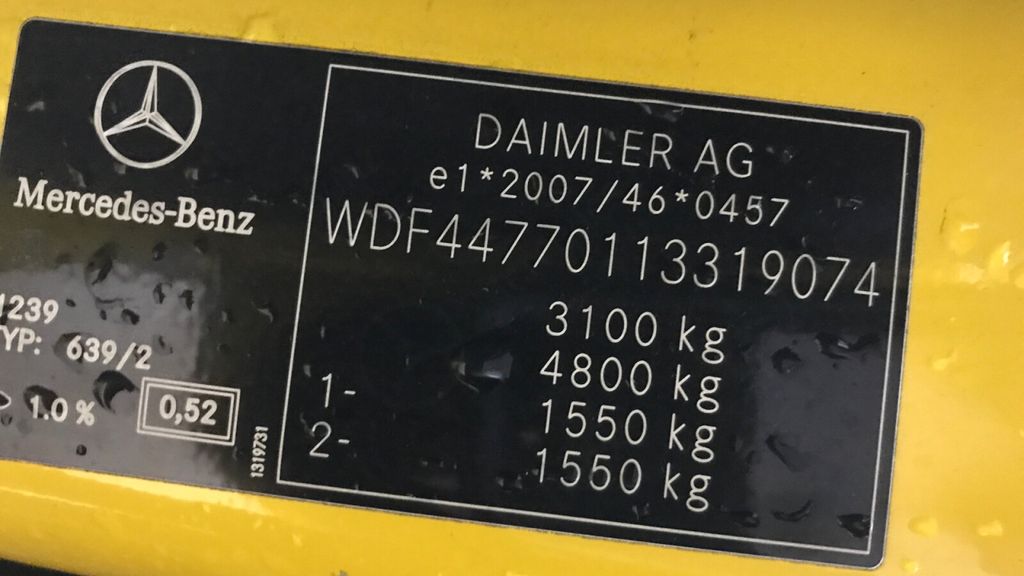 Mercedes-Benz
1239
TYP: 639/2
1.0 %
0,52
1319731
DAIMLER AG
e1*2007/46*0457
WDF44770113319074
3100 kg
4800 kg
1- 1550 kg
2- 1550 kg